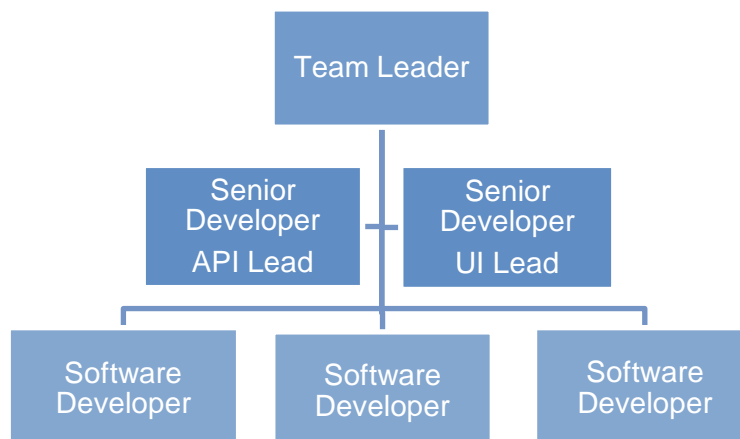 Team Leader
Senior
Developer
API Lead
Senior
Developer
UI Lead
Software
Developer
Software
Developer
Software
Developer